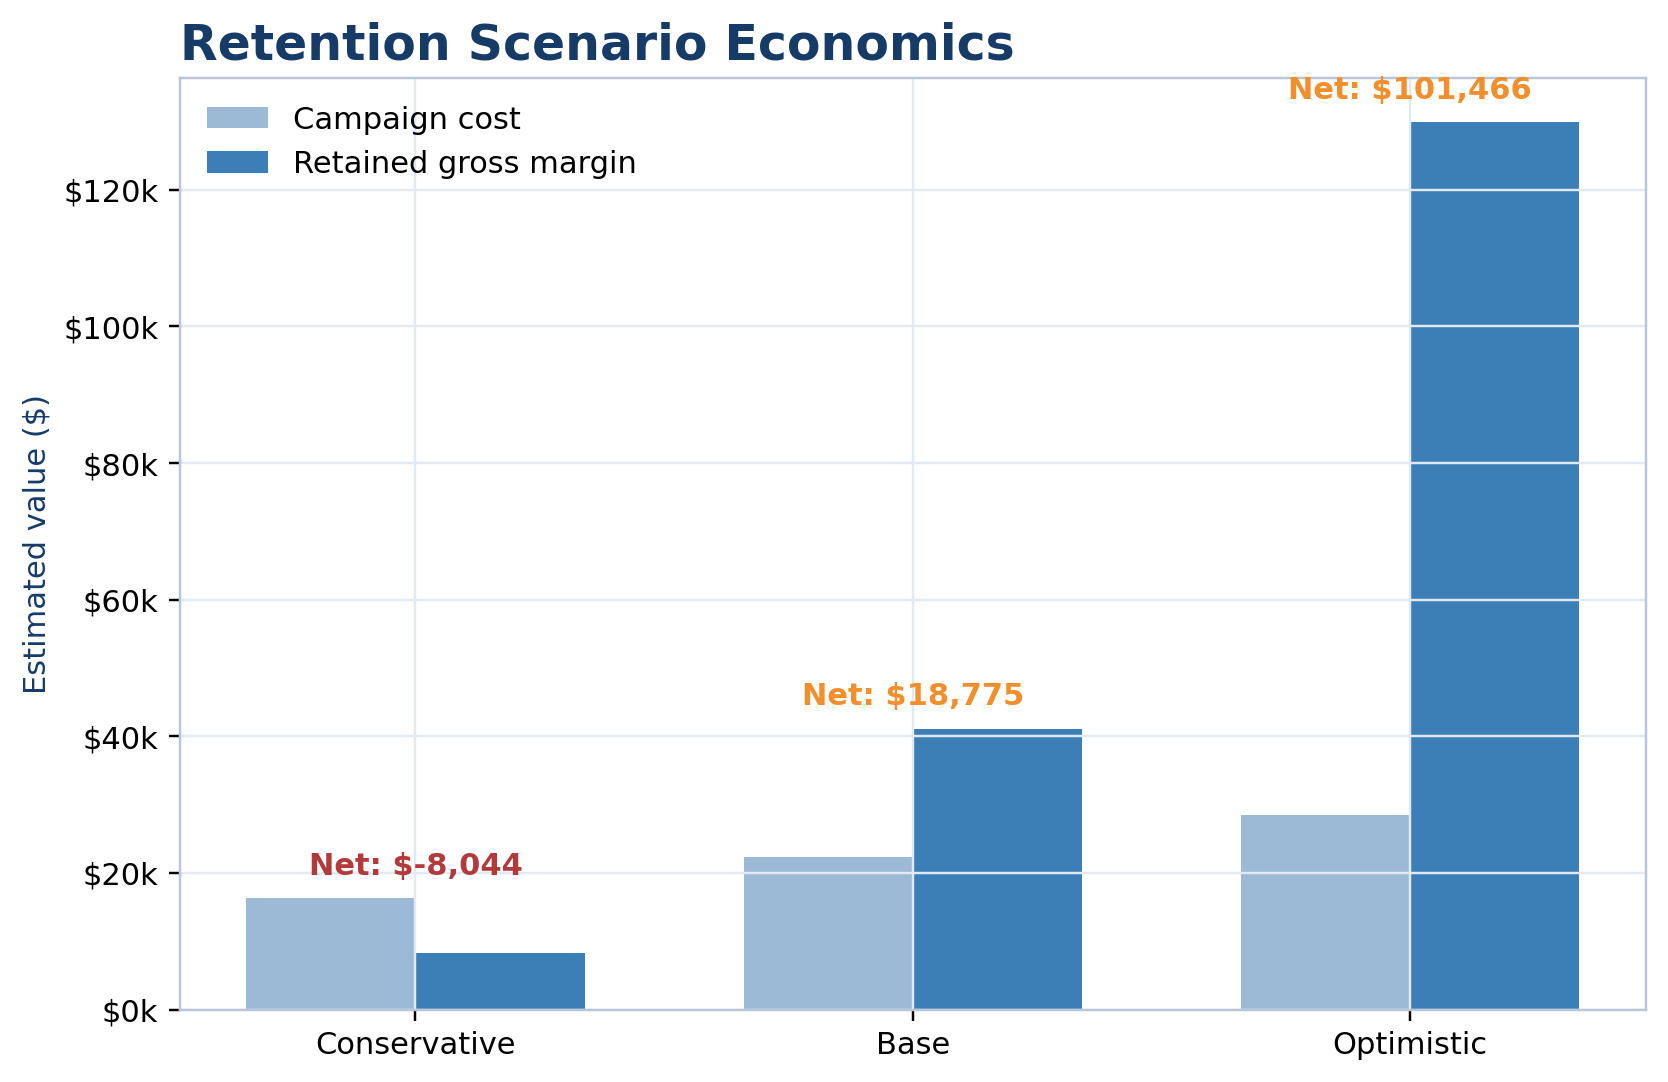 Retention Scenario Economics
Net: $101,466
Campaign cost
Retained gross margin
$120k
$100k
$80k
$60k
$40k
$20k
$0k
Estimated value ($)
Net: $18,775
Net: $-8,044
Conservative
Base
Optimistic